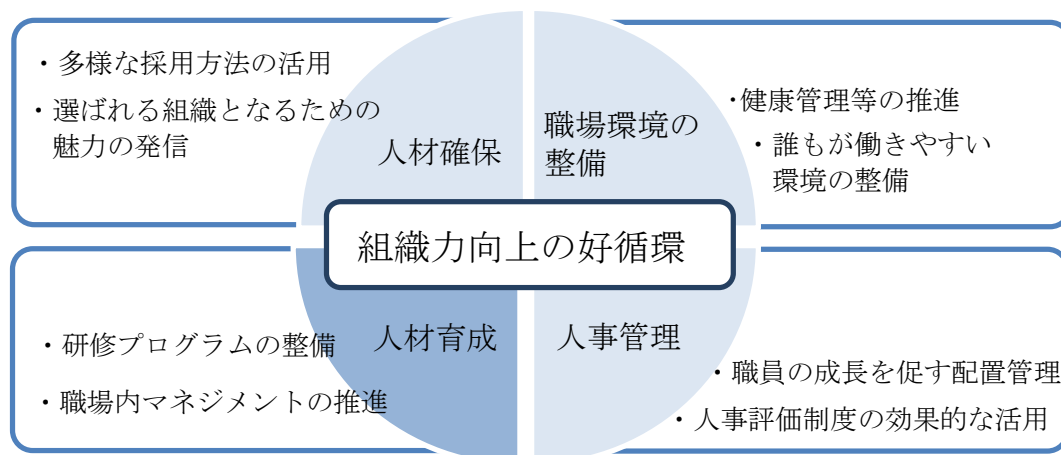 ・多様な採用方法の活用
・選ばれる組織となるための
魅力の発信
人材確保
職場環境の
整備
・健康管理等の推進
・誰もが働きやすい
環境の整備
組織力向上の好循環
・研修プログラムの整備
・職場内マネジメントの推進
人材育成
人事管理
・職員の成長を促す配置管理
・人事評価制度の効果的な活用